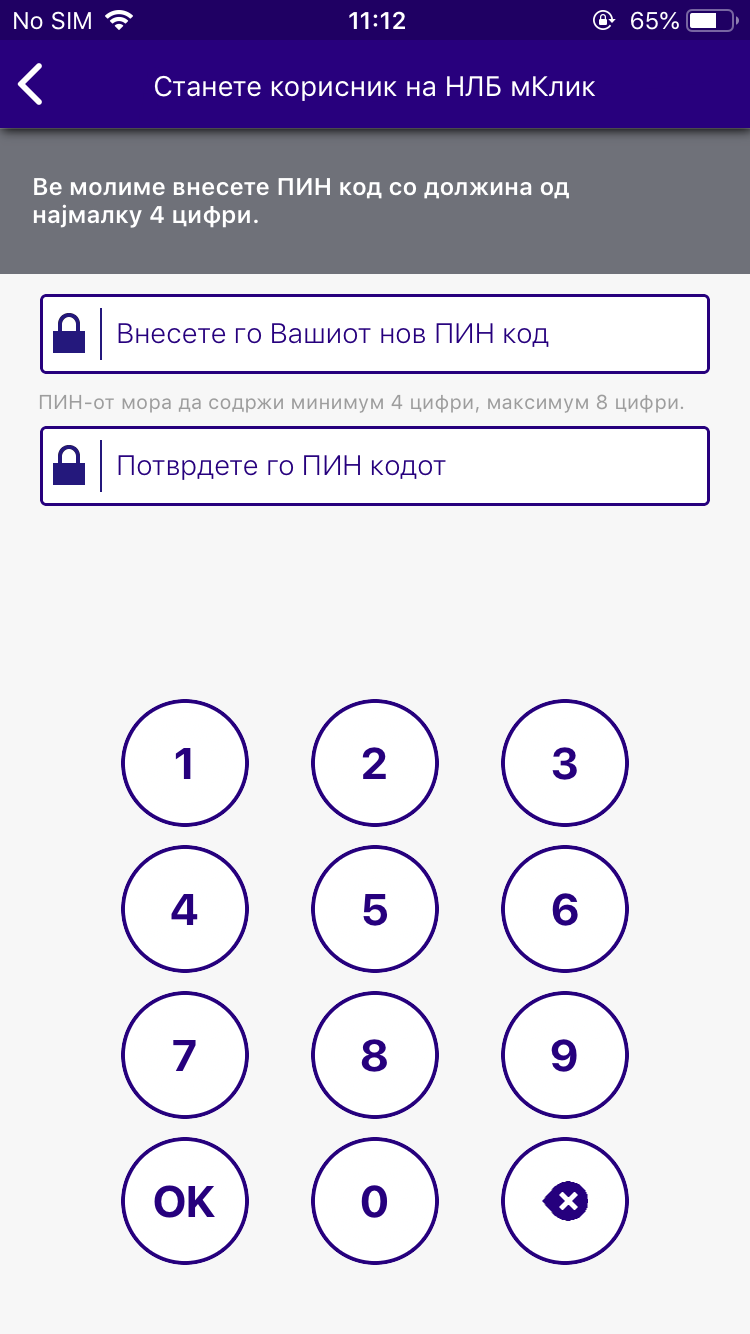 No SIM 11:12 65%
Станете корисник на НЛБ мКлик
Ве молиме внесете ПИН код со должина од
најмалку 4 цифри.
Внесете го Вашиот нов ПИН код
ПИН-от мора да содржи минимум 4 цифри, максимум 8 цифри.
Потврдете го ПИН кодот
1 2 3
4 5 6
7 8 9
OK 0